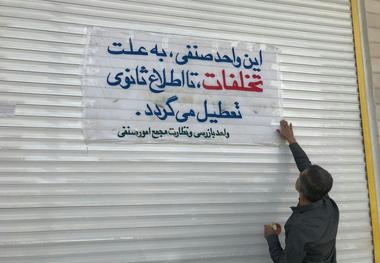 این واحد صنفی، به علت
تخلفات، تا اطلاع ثانوی
تعطیل می گردد.
واحد بازرسی و نظارت مجمع امور صنفی